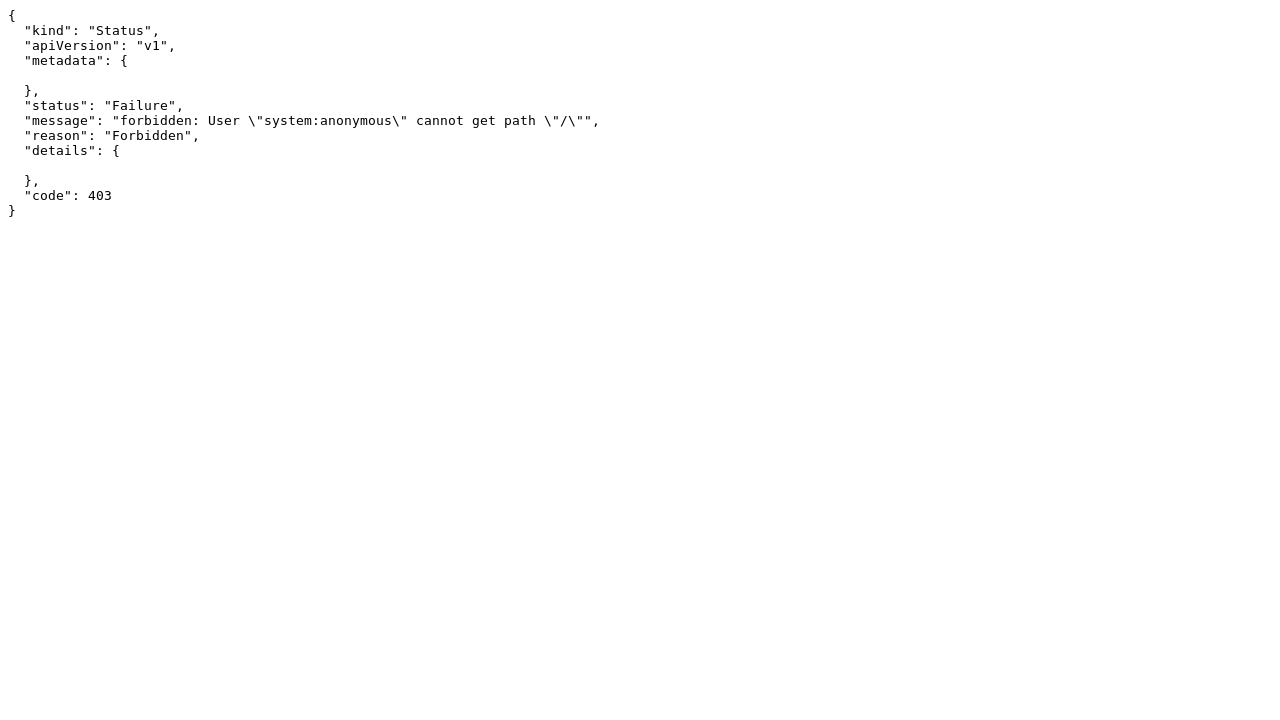 {
  "kind": "Status",
  "apiVersion": "v1",
  "metadata": {
    
  },
  "status": "Failure",
  "message": "forbidden: User \"system:anonymous\" cannot get path \"/\"",
  "reason": "Forbidden",
  "details": {
    
  },
  "code": 403
}